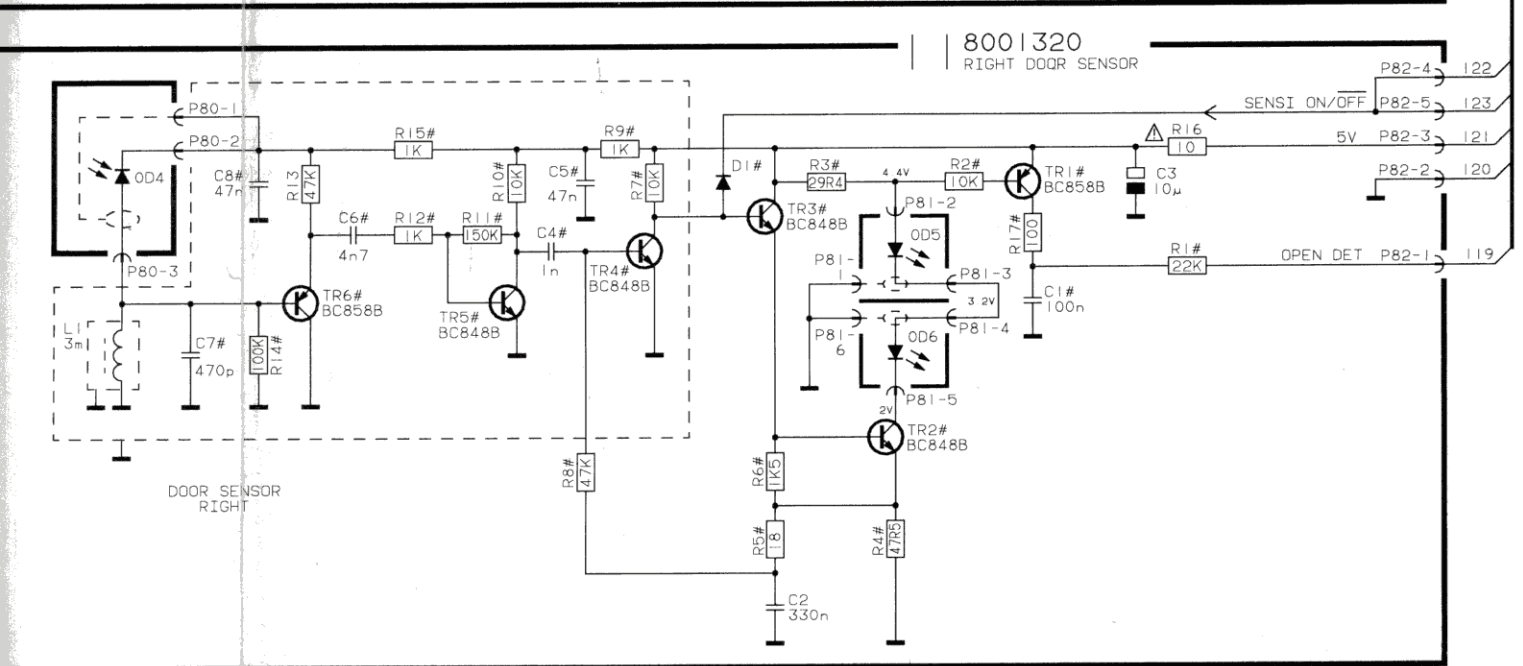 8001320
RIGHT DOOR SENSOR
P82-4 122
SENSI ON/OFF P82-5 123
R16
10
5V P82-3 121
P82-2 120
C3
10µ
OPEN DET P82-1 119
R1#
22K
P80-1
P80-2
OD4
P80-3
C8#
47n
R13
47K
R15#
1K
R9#
1K
R10#
10K
C5#
47n
R7#
10K
D1#
R3#
29R4
4.4V
R2#
10K
TR1#
BC858B
TR3#
BC848B
P81-2
OD5
R17#
100
C6#
4n7
R12#
1K
R11#
150K
C4#
1n
TR4#
BC848B
P81-
1
P81-3
3 2V
C1#
100n
TR6#
BC858B
TR5#
BC848B
P81-
6
P81-4
OD6
L1
3m
C7#
470p
100K
R14#
P81-5
2V
TR2#
BC848B
R8#
47K
R6#
1K5
DOOR SENSOR
RIGHT
R5#
18
R4#
47R5
C2
330n